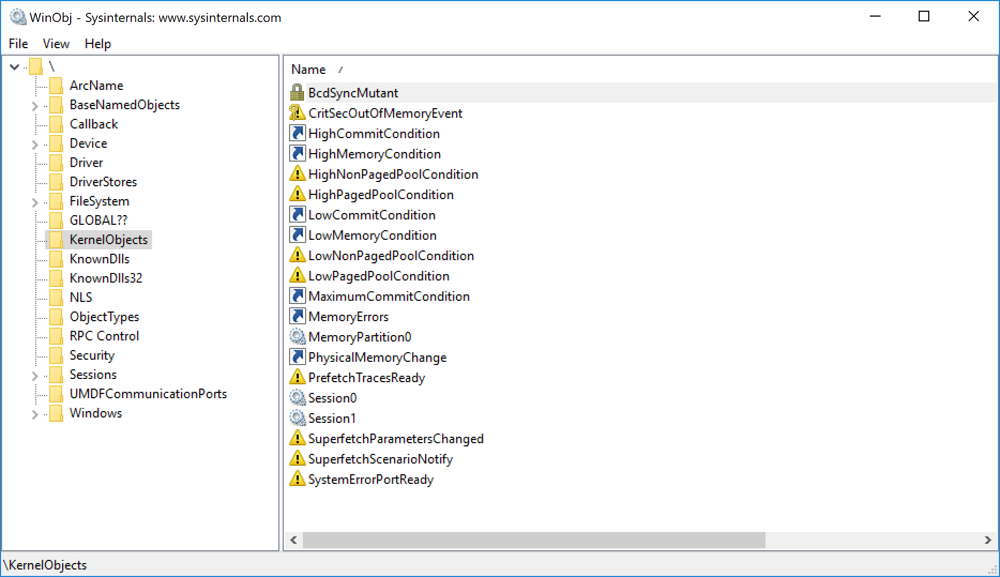 WinObj - Sysinternals: www.sysinternals.com
File View Help
\
ArcName
BaseNamedObjects
Callback
Device
Driver
DriverStores
FileSystem
GLOBAL??
KernelObjects
KnownDlls
KnownDlls32
NLS
ObjectTypes
RPC Control
Security
Sessions
UMDFCommunicationPorts
Windows
Name
BcdSyncMutant
CritSecOutOfMemoryEvent
HighCommitCondition
HighMemoryCondition
HighNonPagedPoolCondition
HighPagedPoolCondition
LowCommitCondition
LowMemoryCondition
LowNonPagedPoolCondition
LowPagedPoolCondition
MaximumCommitCondition
MemoryErrors
MemoryPartition0
PhysicalMemoryChange
PrefetchTracesReady
Session0
Session1
SuperfetchParametersChanged
SuperfetchScenarioNotify
SystemErrorPortReady
\KernelObjects